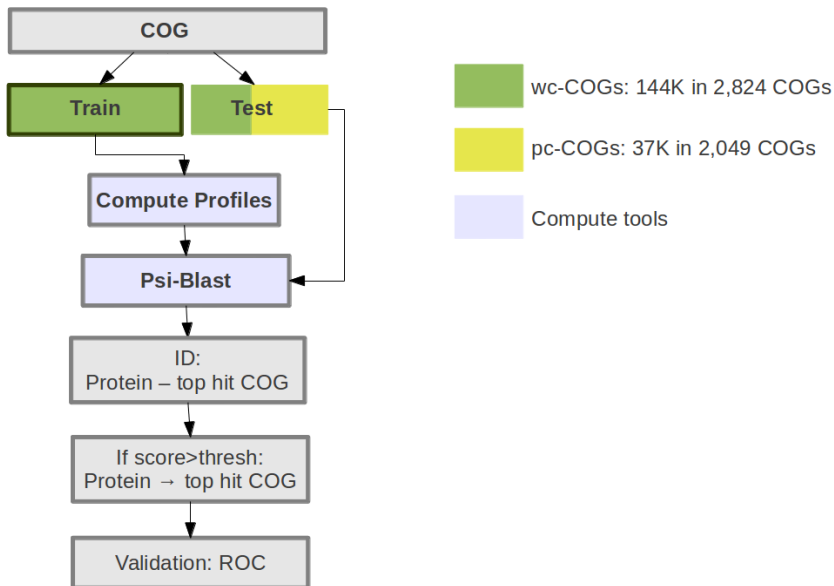 COG
Train
Test
wc-COGs: 144K in 2,824 COGs
pc-COGs: 37K in 2,049 COGs
Compute tools
Compute Profiles
Psi-Blast
ID:
Protein – top hit COG
If score>thresh:
Protein → top hit COG
Validation: ROC